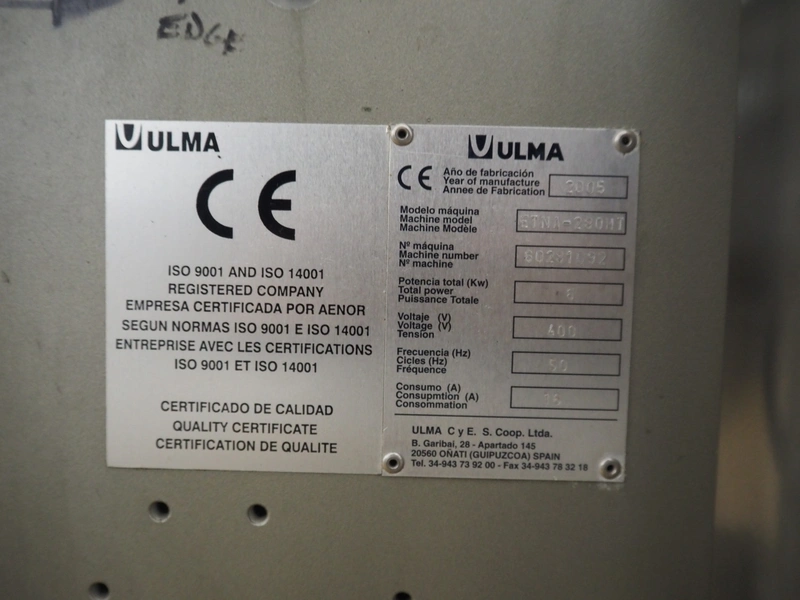 EDGE
ULMA
CE
ISO 9001 AND ISO 14001
REGISTERED COMPANY
EMPRESA CERTIFICADA POR AENOR
SEGUN NORMAS ISO 9001 E ISO 14001
ENTREPRISE AVEC LES CERTIFICATIONS
ISO 9001 ET ISO 14001
CERTIFICADO DE CALIDAD
QUALITY CERTIFICATE
CERTIFICATION DE QUALITE
ULMA
CE
Año de fabricación
Year of manufacture 2005
Annee de Fabrication
Modelo máquina
Machine model ETNA-280MT
Machine Modèle
Nº máquina
Machine number
Nº machine
Potencia total (Kw)
Total power 6
Puissance Totale
Voltaje (V)
Voltage (V) 400
Tension
Frecuencia (Hz)
Cicles (Hz) 50
Fréquence
Consumo (A)
Consupmtion (A) 16
Consommation
ULMA C y E. S. Coop. Ltda.
B. Garibai, 28 - Apartado 145
20560 OÑATI (GUIPUZCOA) SPAIN
Tel. 34-943 73 92 00 - Fax 34-943 78 32 18